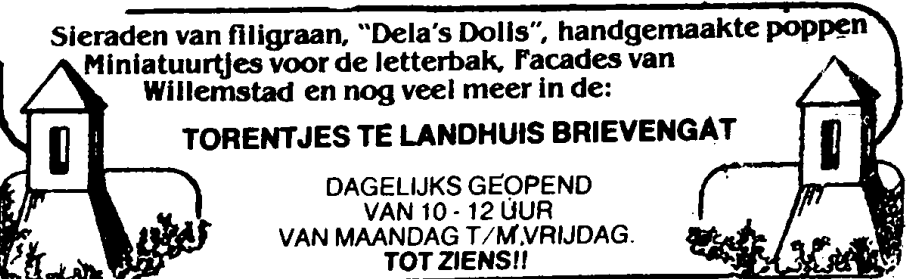 Sieraden van filigraan, "Dela's Dolls", handgemaakte poppen
Miniatuurtjes voor de letterbak, Facades van
Willemstad en nog veel meer in de:
TORENTJES TE LANDHUIS BRIEVENGAT
DAGELIJKS GEOPEND
VAN 10 - 12 UUR
VAN MAANDAG T/M VRIJDAG.
TOT ZIENS!!